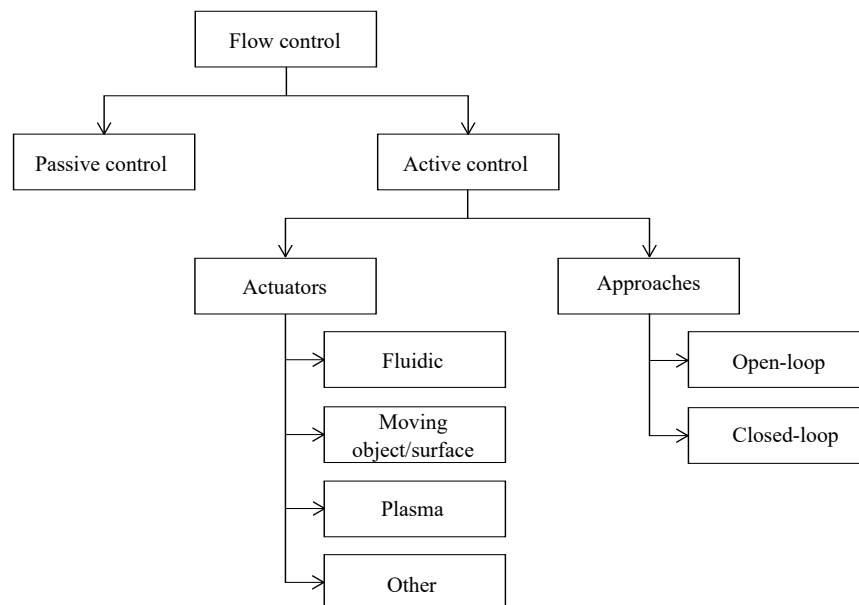 Flow control
Passive control
Active control
Actuators
Approaches
Fluidic
Open-loop
Moving
object/surface
Closed-loop
Plasma
Other